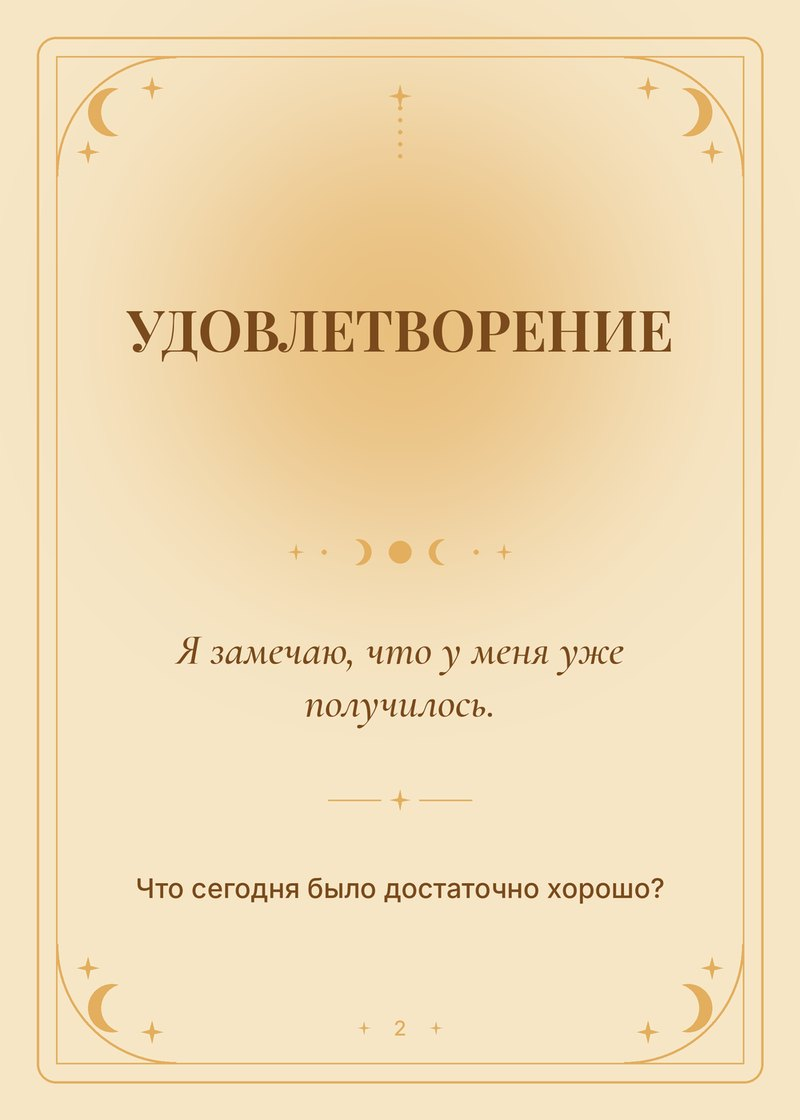 УДОВЛЕТВОРЕНИЕ
Я замечаю, что у меня уже
получилось.
Что сегодня было достаточно хорошо?
2